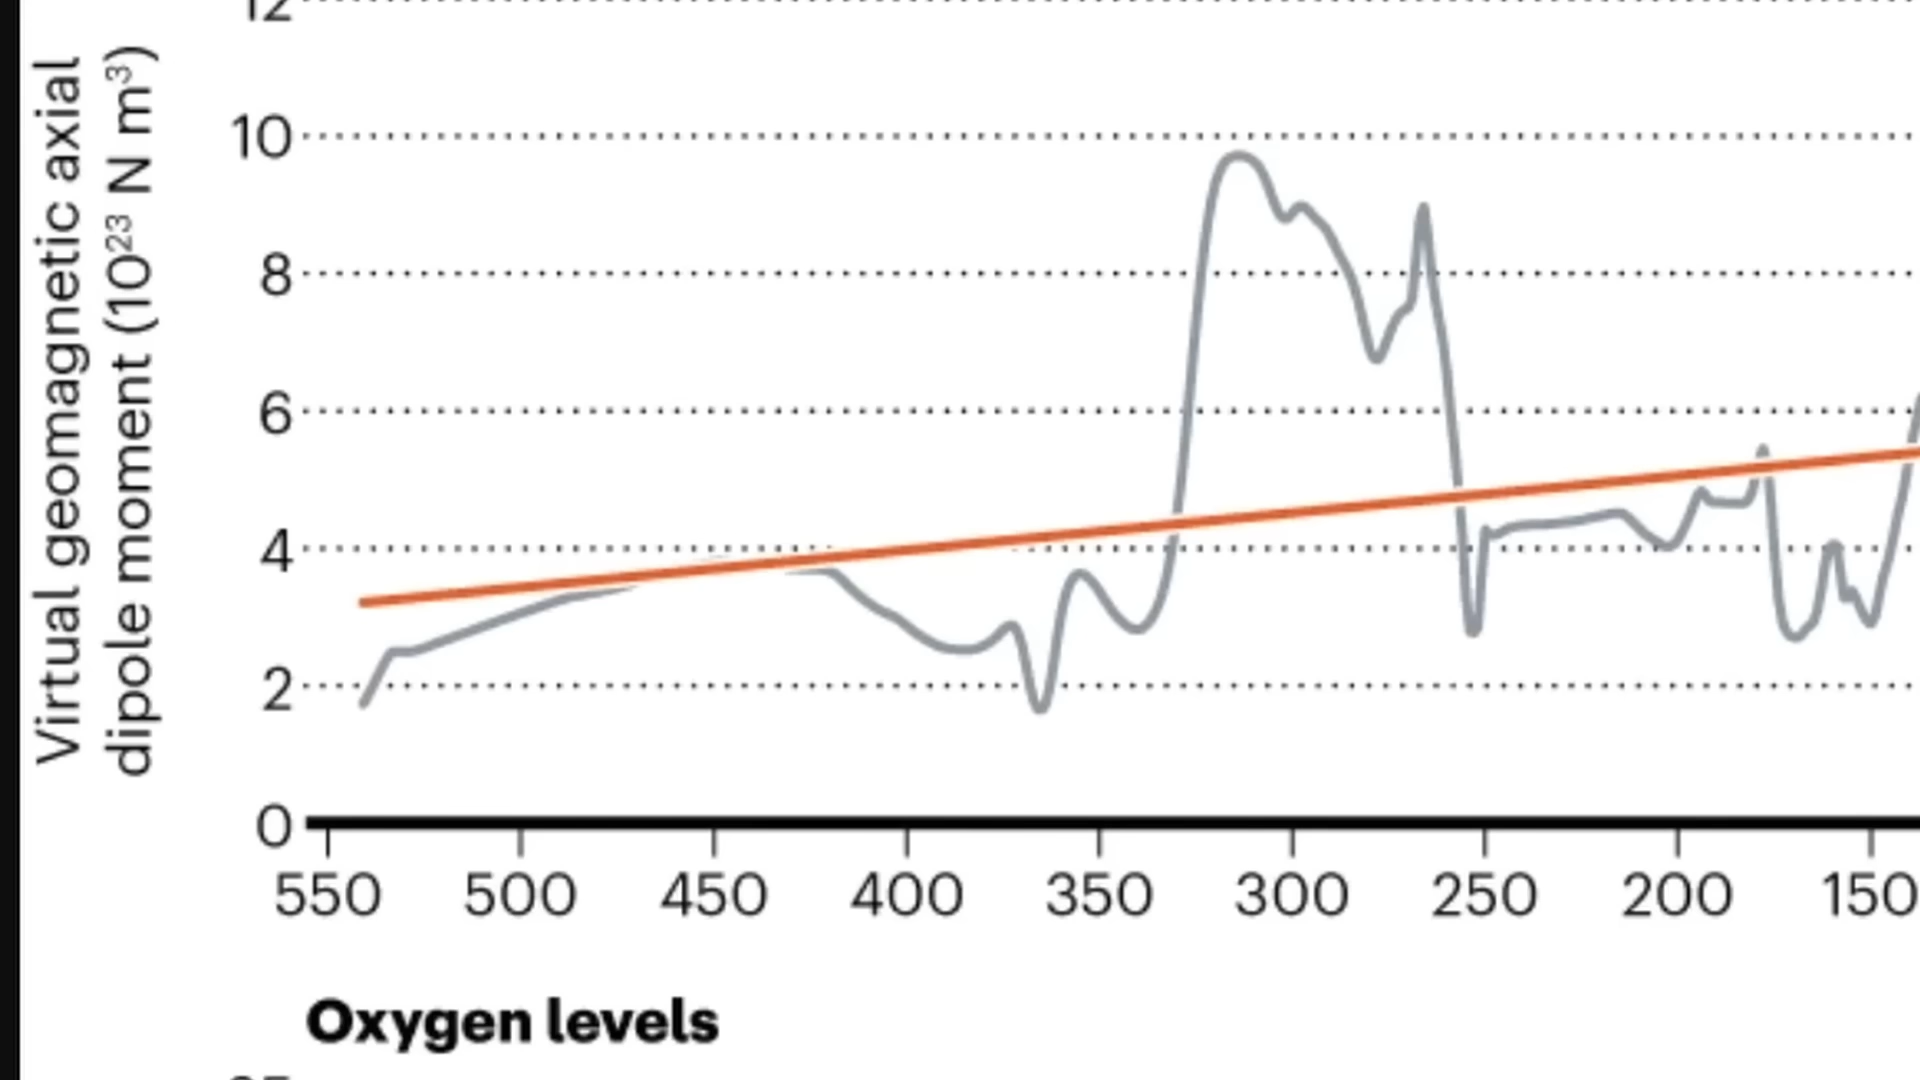 Virtual geomagnetic axial
dipole moment (10²³ N m³)
12
10
8
6
4
2
0
550 500 450 400 350 300 250 200 150
Oxygen levels